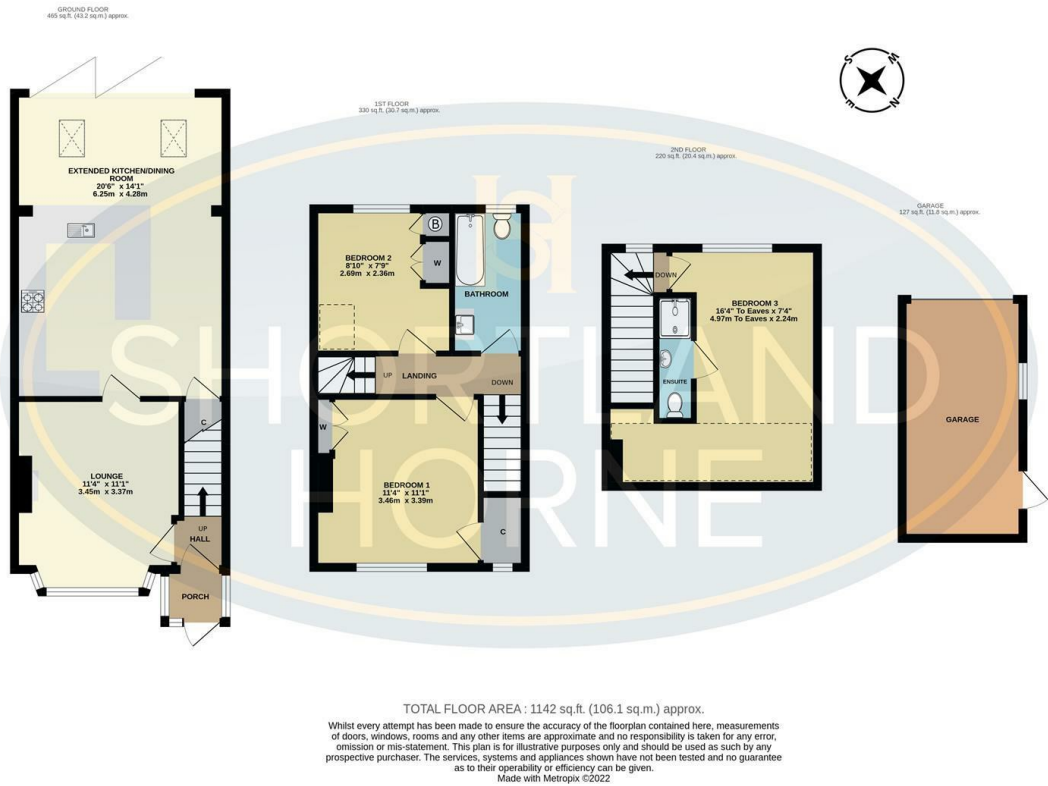 GROUND FLOOR
465 sq.ft. (43.2 sq.m.) approx.
1ST FLOOR
330 sq.ft. (30.7 sq.m.) approx.
2ND FLOOR
220 sq.ft. (20.4 sq.m.) approx.
GARAGE
127 sq.ft. (11.8 sq.m.) approx.
S
W
E
N
EXTENDED KITCHEN/DINING
ROOM
20'6" x 14'1"
6.25m x 4.28m
C
LOUNGE
11'4" x 11'1"
3.45m x 3.37m
UP
HALL
PORCH
B
BEDROOM 2
8'10" x 7'9"
2.69m x 2.36m
W
BATHROOM
UP
LANDING
DOWN
W
BEDROOM 1
11'4" x 11'1"
3.46m x 3.39m
C
DOWN
BEDROOM 3
16'4" To Eaves x 7'4"
4.97m To Eaves x 2.24m
ENSUITE
GARAGE
SH
SHORTLAND
HORNE
TOTAL FLOOR AREA : 1142 sq.ft. (106.1 sq.m.) approx.
Whilst every attempt has been made to ensure the accuracy of the floorplan contained here, measurements
of doors, windows, rooms and any other items are approximate and no responsibility is taken for any error,
omission or mis-statement. This plan is for illustrative purposes only and should be used as such by any
prospective purchaser. The services, systems and appliances shown have not been tested and no guarantee
as to their operability or efficiency can be given.
Made with Metropix ©2022